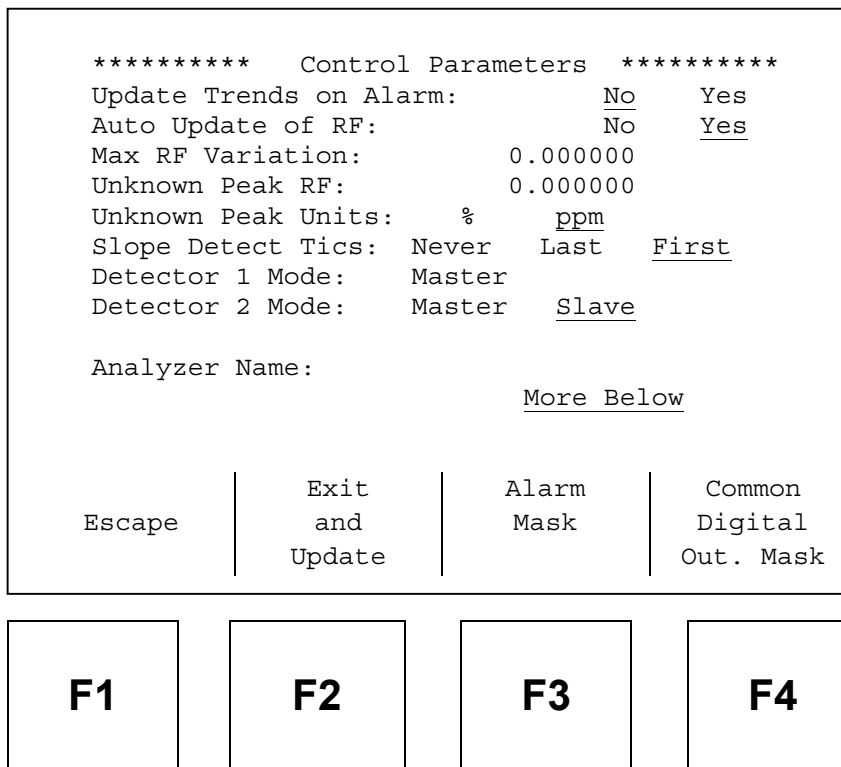 ********** Control Parameters **********
Update Trends on Alarm: No Yes
Auto Update of RF: No Yes
Max RF Variation: 0.000000
Unknown Peak RF: 0.000000
Unknown Peak Units: % ppm
Slope Detect Tics: Never Last First
Detector 1 Mode: Master
Detector 2 Mode: Master Slave
Analyzer Name:
More Below
Escape
Exit
and
Update
Alarm
Mask
Common
Digital
Out. Mask
F1 F2 F3 F4